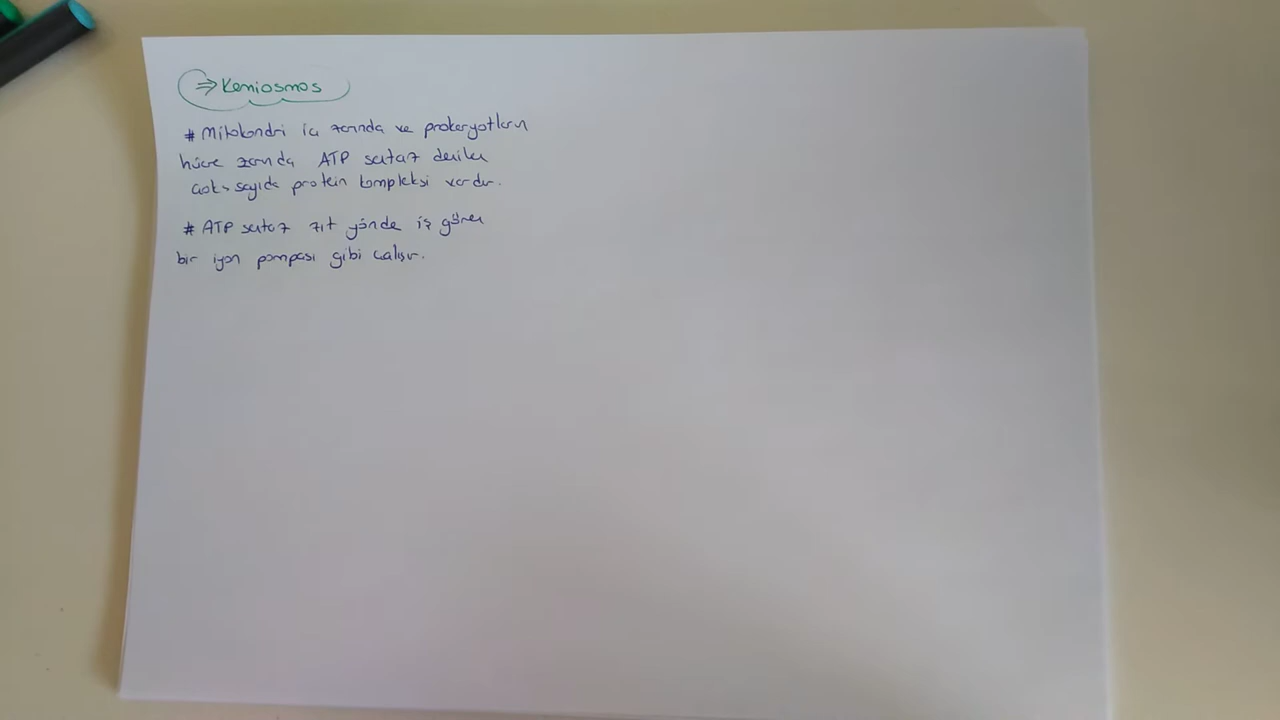 ⇒ Kemiosmos
# Mitokondri iç zarında ve prokaryotların
hücre zarında ATP sentaz denilen
çok sayıda protein kompleksi vardır.
# ATP sentaz zıt yönde iş gören
bir iyon pompası gibi çalışır.